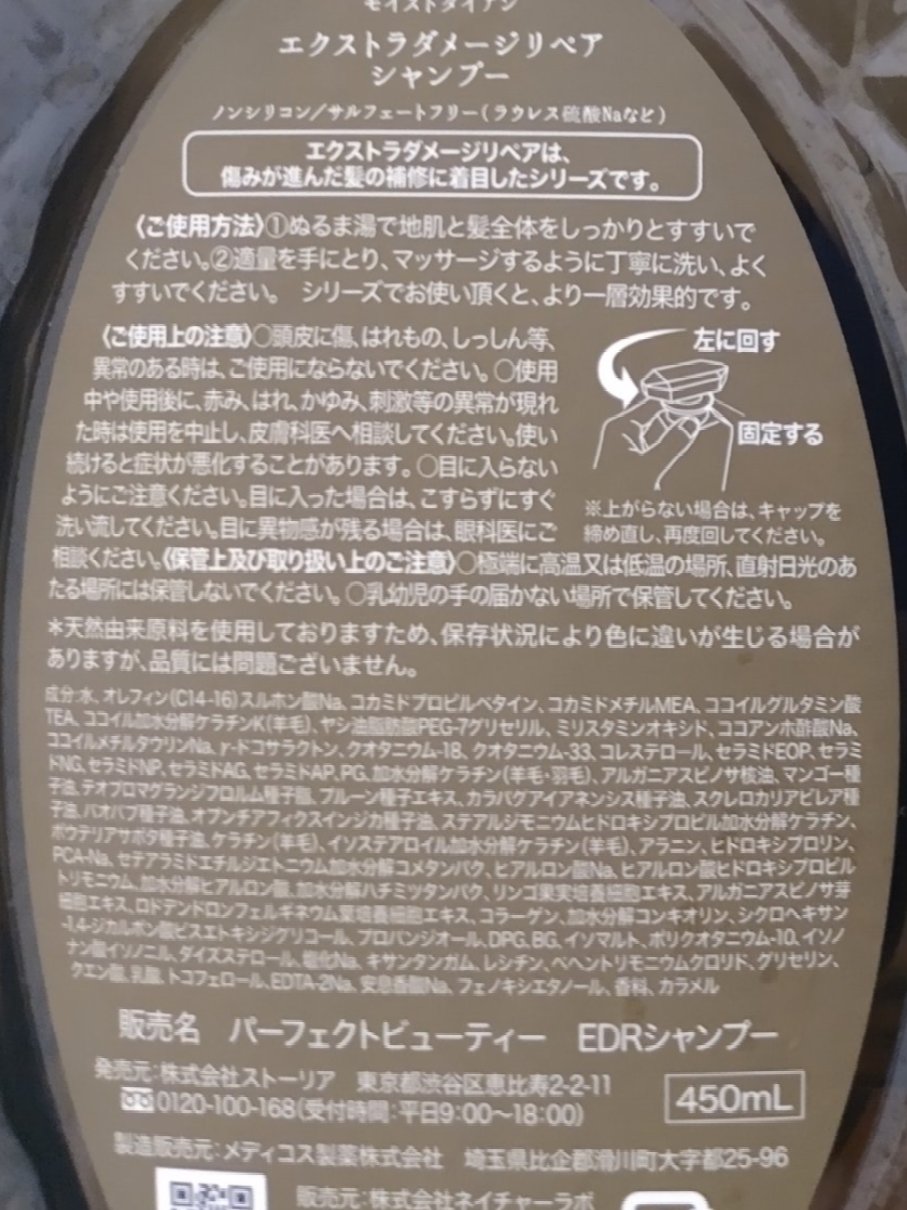 モイストダイアン
エクストラダメージリペア
シャンプー
ノンシリコン/サルフェートフリー(ラウレス硫酸Naなど)
エクストラダメージリペアは、
傷みが進んだ髪の補修に着目したシリーズです。
《ご使用方法》①ぬるま湯で地肌と髪全体をしっかりとすすいで
ください。②適量を手にとり、マッサージするように丁寧に洗い、よく
すすいでください。 シリーズでお使い頂くと、より一層効果的です。
《ご使用上の注意》○頭皮に傷、はれもの、しっしん等、
異常のある時は、ご使用にならないでください。○使用
中や使用後に、赤み、はれ、かゆみ、刺激等の異常が現れ
た時は使用を中止し、皮膚科医へ相談してください。使い
続けると症状が悪化することがあります。○目に入らない
ようにご注意ください。目に入った場合は、こすらずにすぐ
洗い流してください。目に異物感が残る場合は、眼科医にご
相談ください。《保管上及び取り扱い上のご注意》○極端に高温又は低温の場所、直射日光のあ
たる場所には保管しないでください。○乳幼児の手の届かない場所で保管してください。
左に回す
固定する
※上がらない場合は、キャップを
締め直し、再度回してください。
*天然由来原料を使用しておりますため、保存状況により色に違いが生じる場合が
ありますが、品質には問題ございません。
成分:水、オレフィン(C14-16)スルホン酸Na、コカミドプロピルベタイン、コカミドメチルMEA、ココイルグルタミン酸
TEA、ココイル加水分解ケラチンK(羊毛)、ヤシ油脂肪酸PEG-7グリセリル、ミリスタミンオキシド、ココアンホ酢酸Na、
ココイルメチルタウリンNa、γ-ドコサラクトン、クオタニウム-18、クオタニウム-33、コレステロール、セラミドEOP、セラミ
ドNG、セラミドNP、セラミドAG、セラミドAP、PG、加水分解ケラチン(羊毛・羽毛)、アルガニアスピノサ核油、マンゴー種
子油、テオブロマグランジフロルム種子脂、プルーン種子エキス、カラパグアイアネンシス種子油、スクレロカリアビレア種
子油、バオバブ種子油、オプンチアフィクスインジカ種子油、ステアルジモニウムヒドロキシプロピル加水分解ケラチン、
ポウテリアサポタ種子油、ケラチン(羊毛)、イソステアロイル加水分解ケラチン(羊毛)、アラニン、ヒドロキシプロリン、
PCA-Na、セテアラミドエチルジエトニウム加水分解コメタンパク、ヒアルロン酸Na、ヒアルロン酸ヒドロキシプロピル
トリモニウム、加水分解ヒアルロン酸、加水分解ハチミツタンパク、リンゴ果実培養細胞エキス、アルガニアスピノサ芽
細胞エキス、ロドデンドロンフェルギネウム葉培養細胞エキス、コラーゲン、加水分解コンキオリン、シクロヘキサン
-1,4-ジカルボン酸ビスエトキシジグリコール、プロパンジオール、DPG、BG、イソマルト、ポリクオタニウム-10、イソノ
ナン酸イソノニル、ダイズステロール、塩化Na、キサンタンガム、レシチン、ベヘントリモニウムクロリド、グリセリン、
クエン酸、乳酸、トコフェロール、EDTA-2Na、安息香酸Na、フェノキシエタノール、香料、カラメル
販売名 パーフェクトビューティー EDRシャンプー
発売元:株式会社ストーリア 東京都渋谷区恵比寿2-2-11
0120-100-168(受付時間:平日9:00〜18:00)
450mL
製造販売元:メディコス製薬株式会社 埼玉県比企郡滑川町大字都25-96
販売元:株式会社ネイチャーラボ